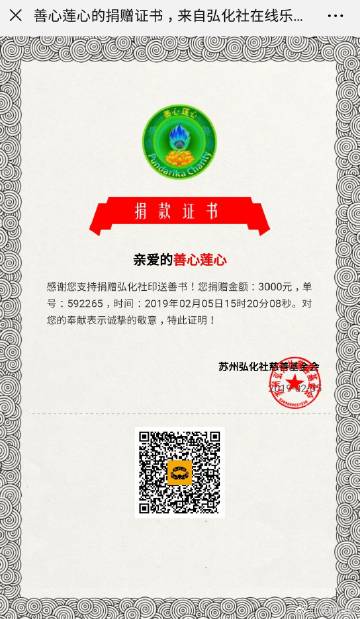 善心莲心的捐赠证书,来自弘化社在线乐...
善心莲心
Pundarika Charity
捐款证书
亲爱的善心莲心
感谢您支持捐赠弘化社印送善书!您捐赠金额:3000元,单
号:592265,时间:2019年02月05日15时20分08秒。对
您的奉献表示诚挚的敬意,特此证明!
苏州弘化社慈善基金会